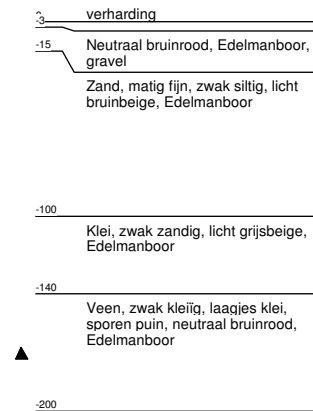 verharding
-3
-15
Neutraal bruinrood, Edelmanboor,
gravel
Zand, matig fijn, zwak siltig, licht
bruinbeige, Edelmanboor
-100
Klei, zwak zandig, licht grijsbeige,
Edelmanboor
-140
Veen, zwak kleiïg, laagjes klei,
sporen puin, neutraal bruinrood,
Edelmanboor
-200